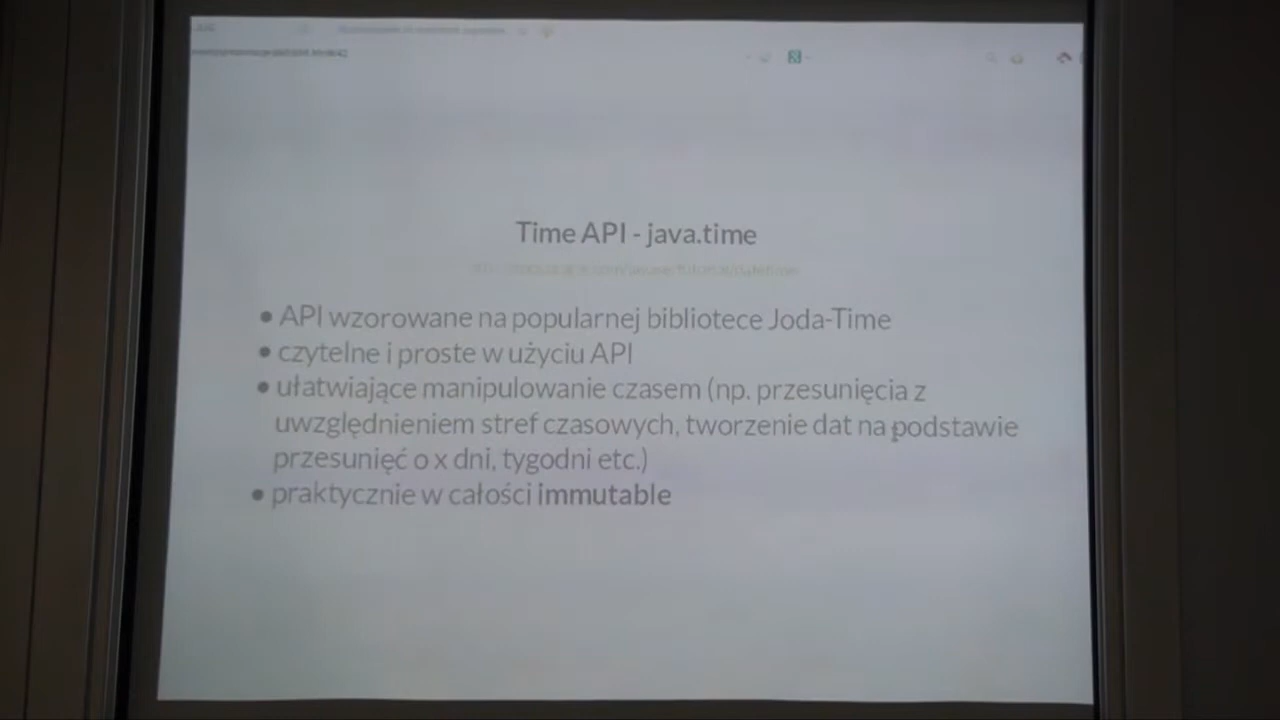 Time API - java.time
• API wzorowane na popularnej bibliotece Joda-Time
• czytelne i proste w użyciu API
• ułatwiające manipulowanie czasem (np. przesunięcia z
uwzględnieniem stref czasowych, tworzenie dat na podstawie
przesunięć o x dni, tygodni etc.)
• praktycznie w całości immutable